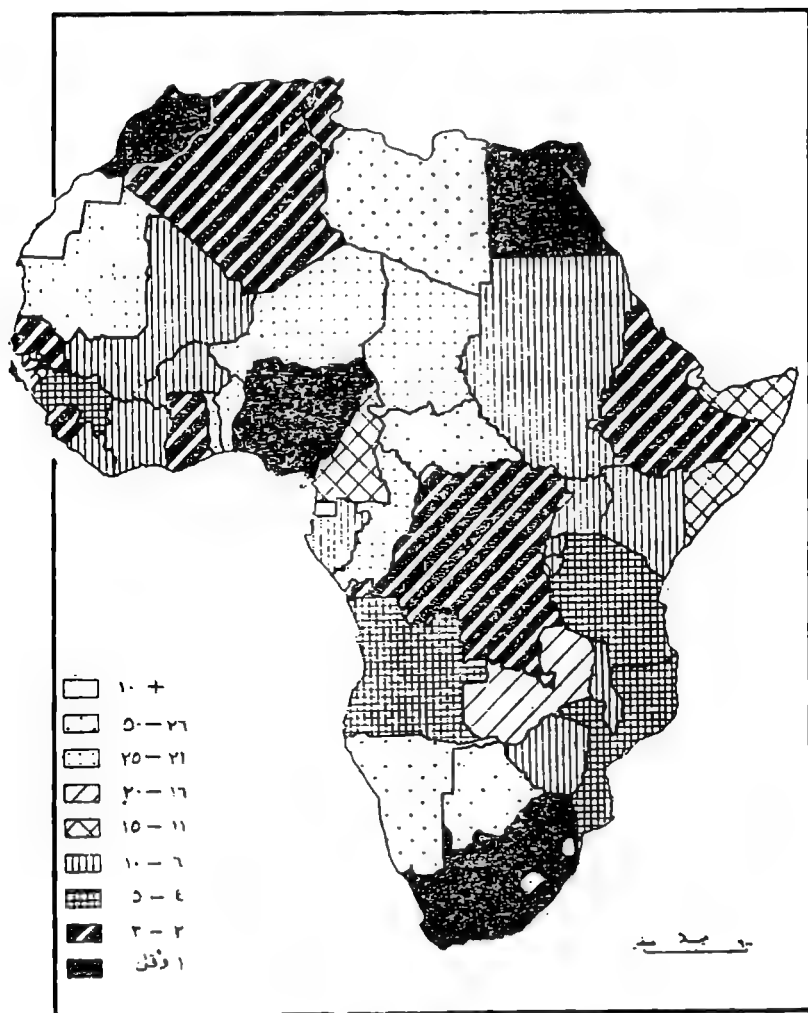 + ١٠
٢٦ – ٥٠
٢١ – ٢٥
١٦ – ٢٠
١١ – ١٥
٦ – ١٠
٤ – ٥
٢ – ٣
١ وأقل